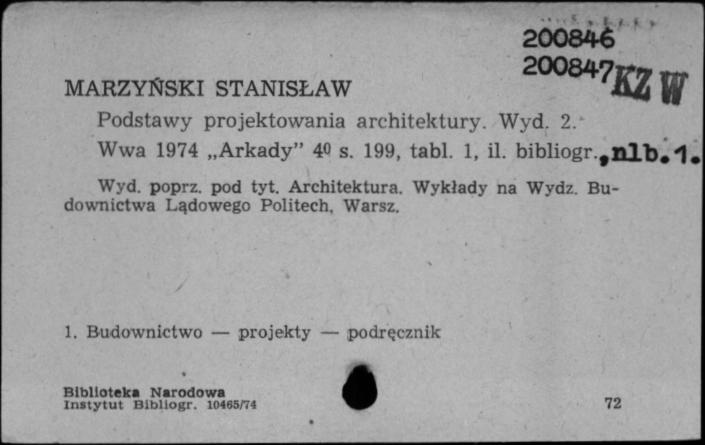 200846
200847 KZ W
MARZYŃSKI STANISŁAW
Podstawy projektowania architektury. Wyd. 2.
Wwa 1974 „Arkady” 4º s. 199, tabl. 1, il. bibliogr., nlb. 1.
Wyd. poprz. pod tyt. Architektura. Wykłady na Wydz. Bu-
downictwa Lądowego Politech. Warsz.
1. Budownictwo — projekty — podręcznik
Biblioteka Narodowa
Instytut Bibliogr. 10465/74
72